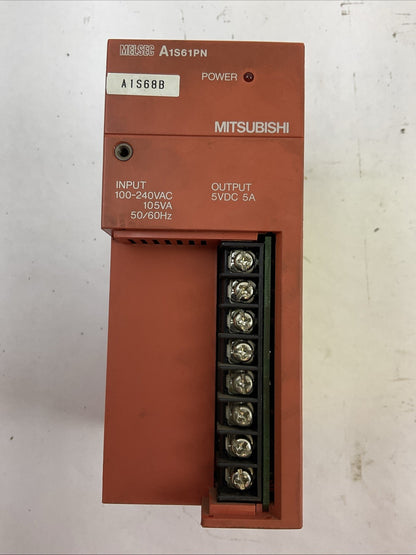 MELSEC A1S61PN
POWER
A1S68B
MITSUBISHI
INPUT
100-240VAC
105VA
50/60Hz
OUTPUT
5VDC 5A